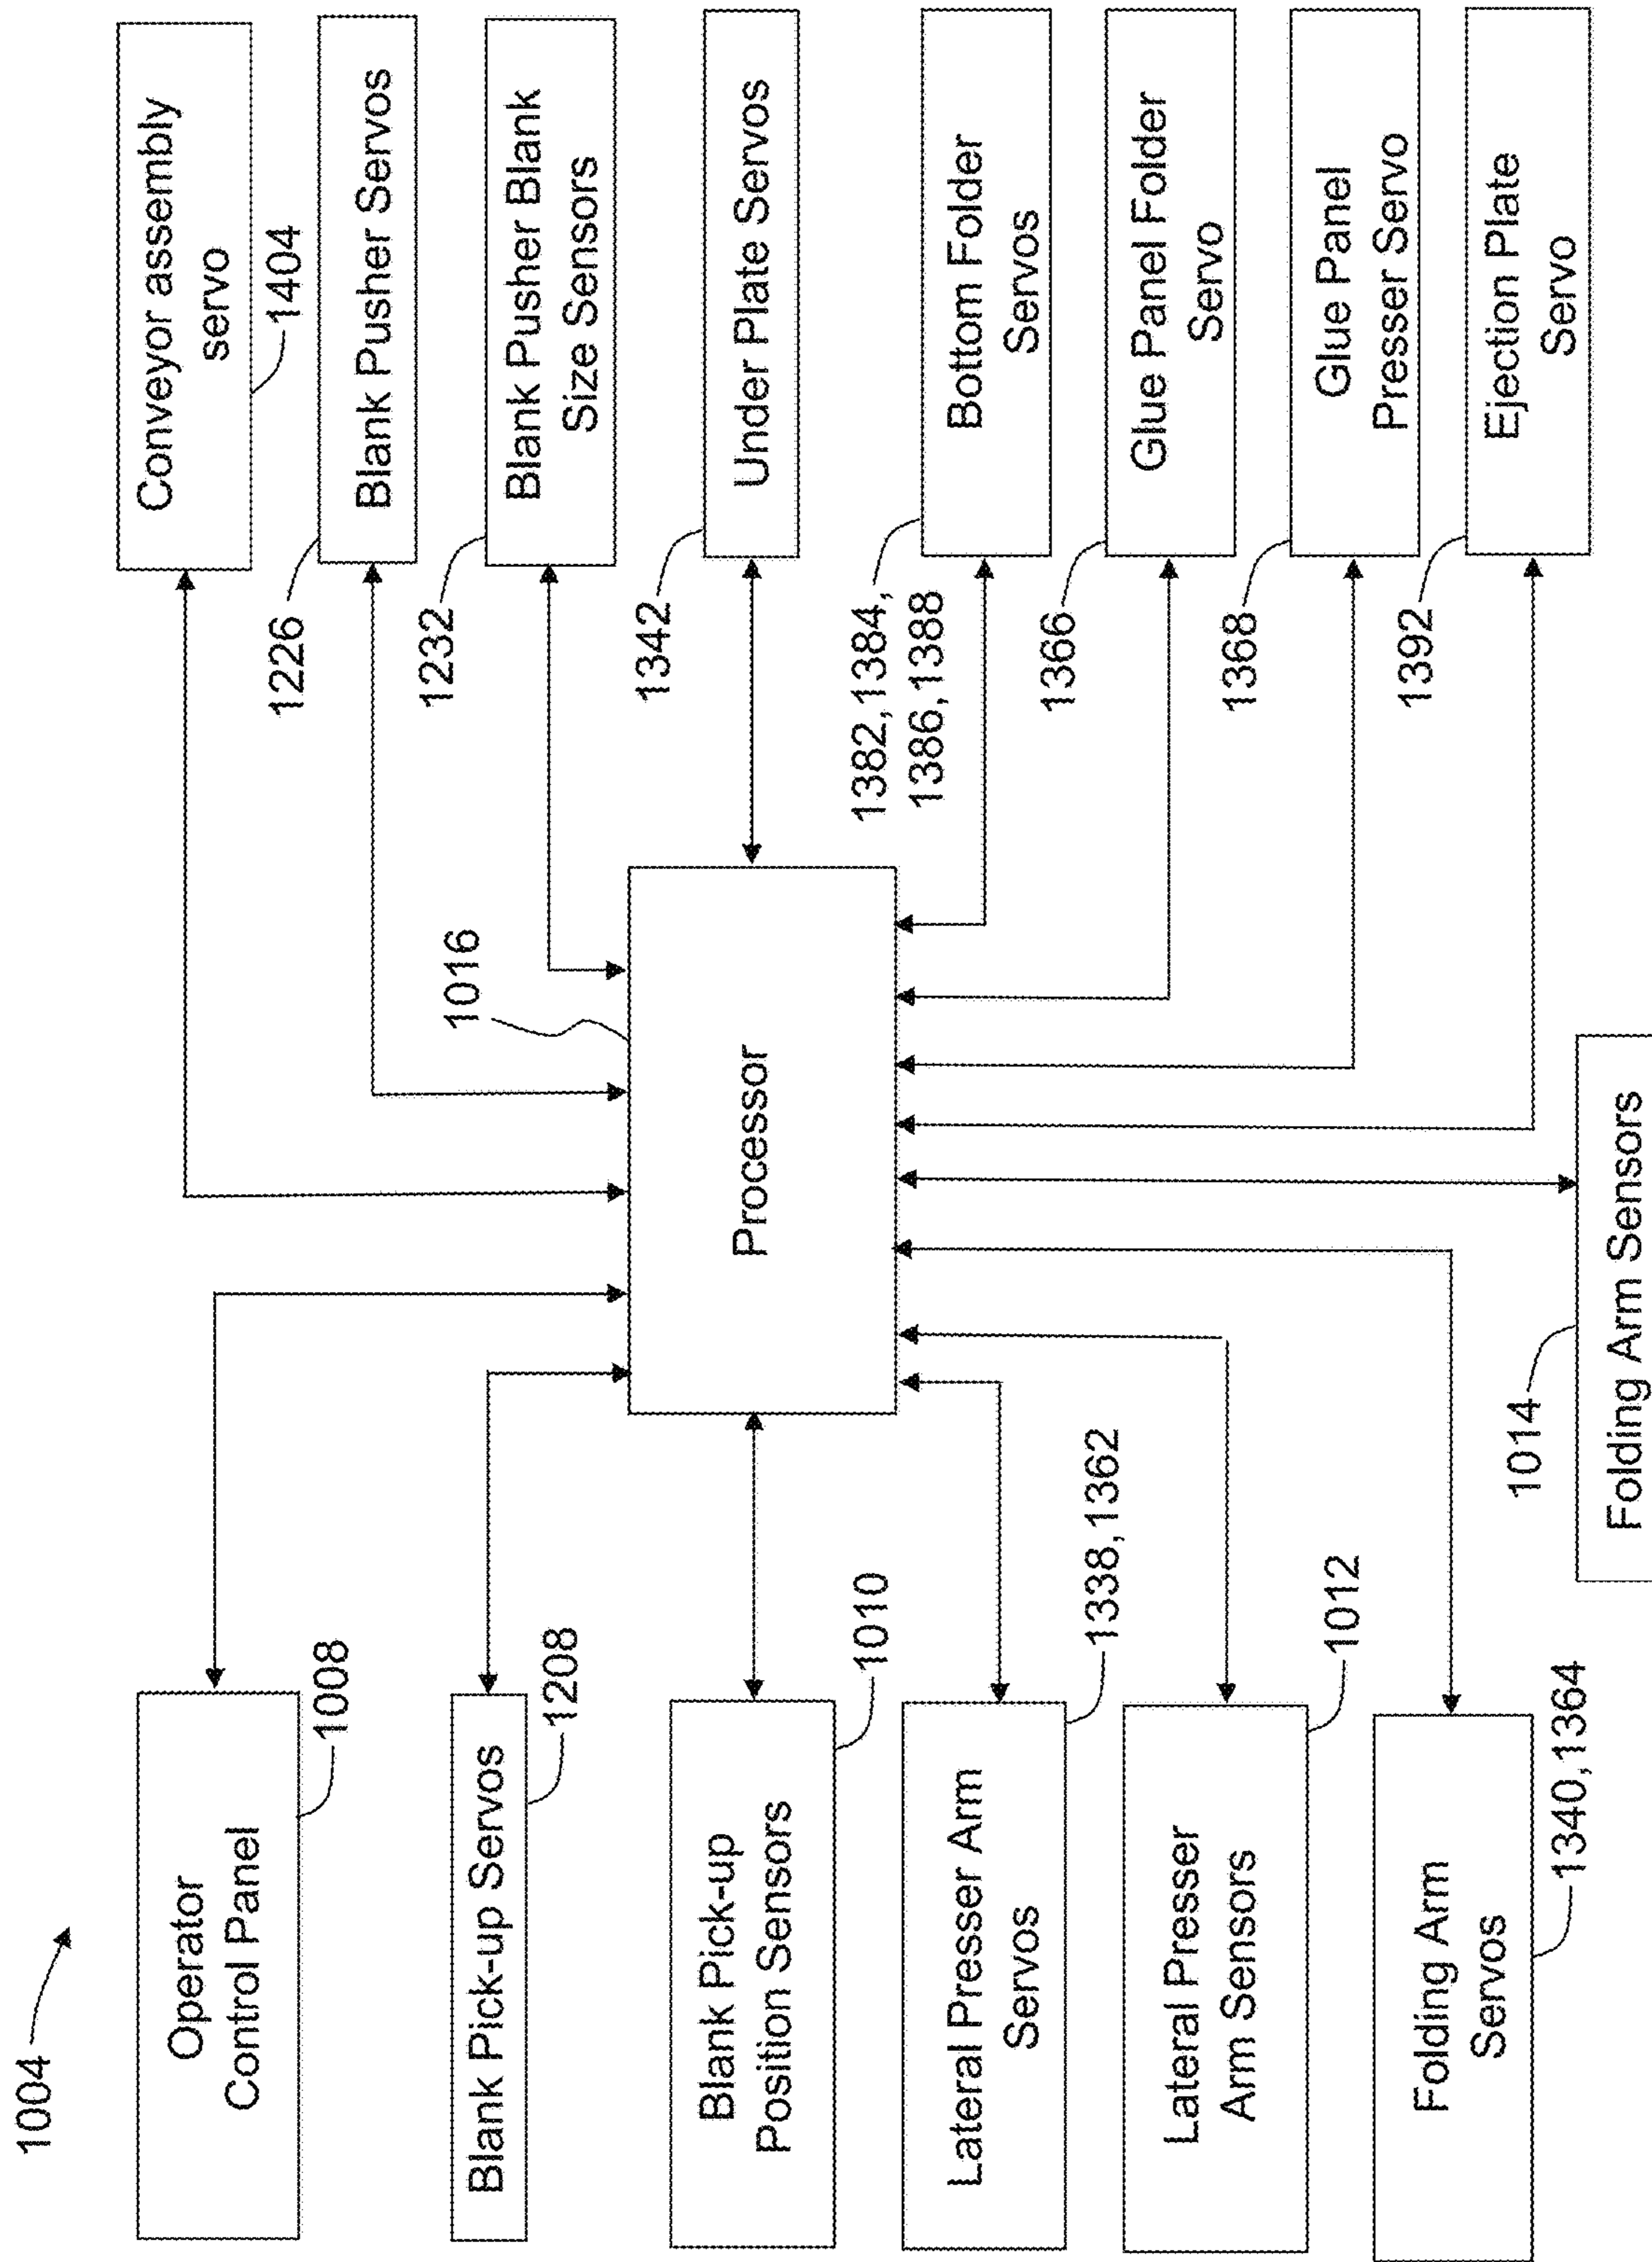 1004
Operator
Control Panel
1008
Blank Pick-up Servos
1208
Blank Pick-up
Position Sensors
1010
Lateral Presser Arm
Servos
1338,1362
Lateral Presser
Arm Sensors
1012
Folding Arm
Servos
1340,1364
Processor
1016
Folding Arm Sensors
1014
Conveyor assembly
servo
1404
Blank Pusher Servos
1226
Blank Pusher Blank
Size Sensors
1232
Under Plate Servos
1342
Bottom Folder
Servos
1382,1384,
1386,1388
Glue Panel Folder
Servo
1366
Glue Panel
Presser Servo
1368
Ejection Plate
Servo
1392